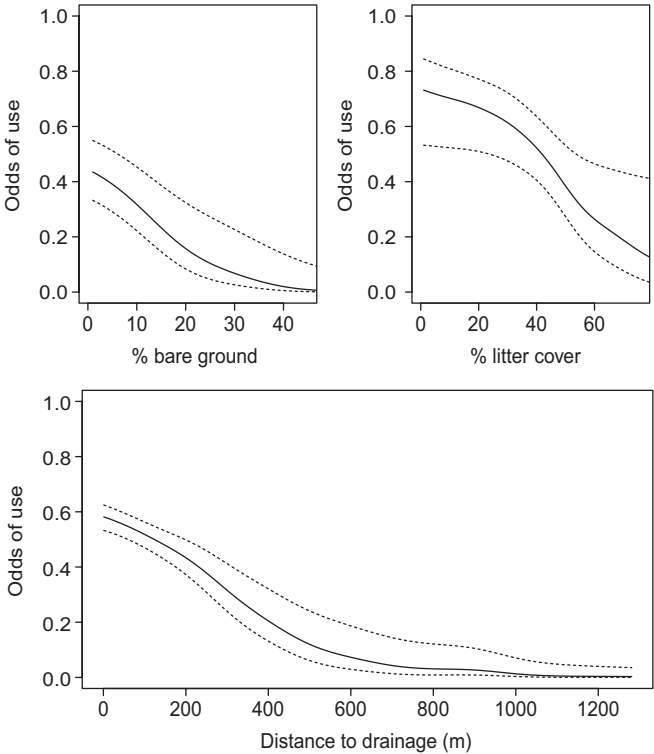 1.0
0.8
0.6
0.4
0.2
0.0
Odds of use
0 10 20 30 40
% bare ground
1.0
0.8
0.6
0.4
0.2
0.0
Odds of use
0 20 40 60
% litter cover
1.0
0.8
0.6
0.4
0.2
0.0
Odds of use
0 200 400 600 800 1000 1200
Distance to drainage (m)